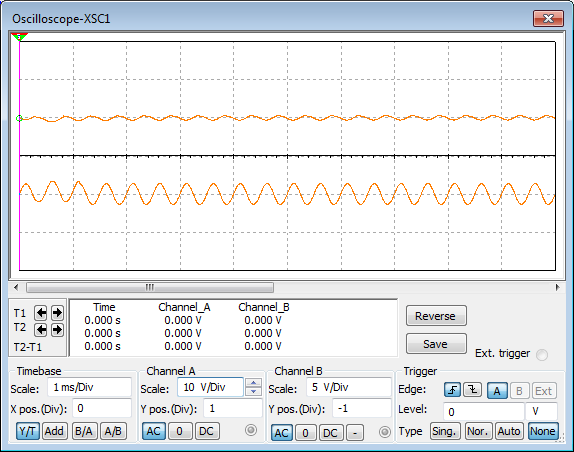 Oscilloscope-XSC1
T1
T2
T2-T1
Time Channel_A Channel_B
0.000 s 0.000 V 0.000 V
0.000 s 0.000 V 0.000 V
0.000 s 0.000 V 0.000 V
Reverse
Save
Ext. trigger
Timebase
Scale: 1 ms/Div
X pos.(Div): 0
Y/T Add B/A A/B
Channel A
Scale: 10 V/Div
Y pos.(Div): 1
AC 0 DC
Channel B
Scale: 5 V/Div
Y pos.(Div): -1
AC 0 DC -
Trigger
Edge: A B Ext
Level: 0 V
Type Sing. Nor. Auto None